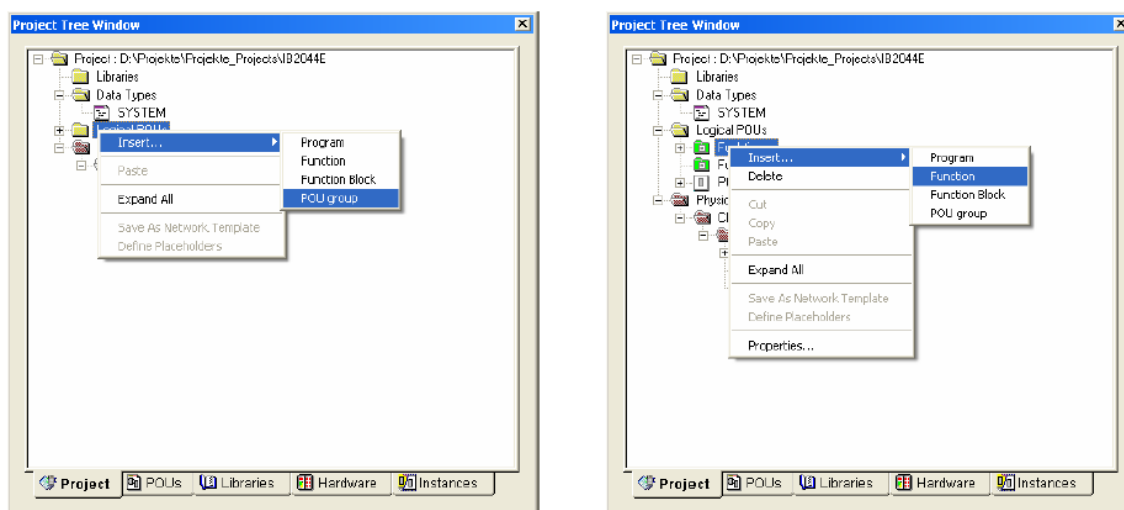 Project Tree Window
Project : D:\Projekte\Projekte_Projects\IB2044E
Libraries
Data Types
SYSTEM
Logical POUs
Insert...
Paste
Expand All
Save As Network Template
Define Placeholders
Program
Function
Function Block
POU group
Project
POUs
Libraries
Hardware
Instances
Project Tree Window
Project : D:\Projekte\Projekte_Projects\IB2044E
Libraries
Data Types
SYSTEM
Logical POUs
Insert...
Delete
Cut
Copy
Paste
Expand All
Save As Network Template
Define Placeholders
Properties...
Program
Function
Function Block
POU group
Project
POUs
Libraries
Hardware
Instances